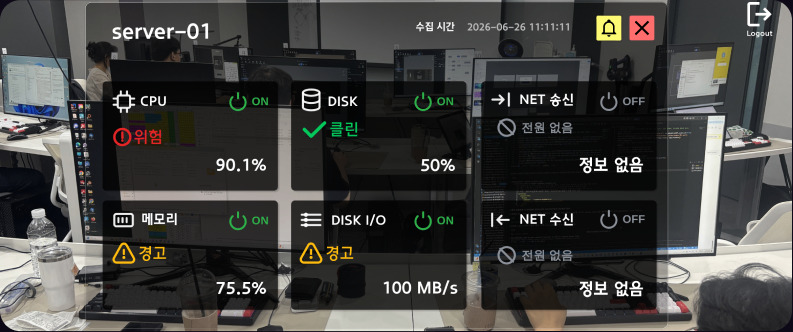 server-01
수집 시간 2026-06-26 11:11:11
Logout
CPU ON
위험
90.1%
DISK ON
클린
50%
NET 송신 OFF
전원 없음
정보 없음
메모리 ON
경고
75.5%
DISK I/O ON
경고
100 MB/s
NET 수신 OFF
전원 없음
정보 없음